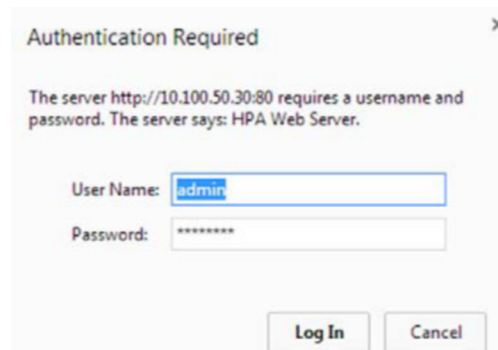 Authentication Required
The server http://10.100.50.30:80 requires a username and
password. The server says: HPA Web Server.
User Name: admin
Password: ********
Log In Cancel